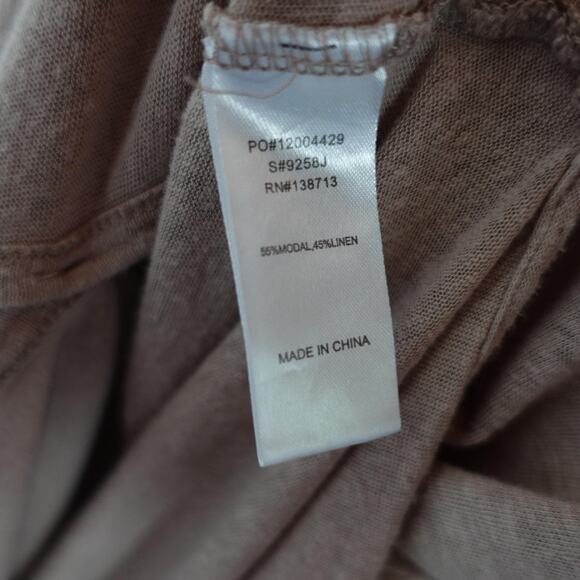 PO#12004429
S#9258J
RN#138713
55%MODAL,45%LINEN
MADE IN CHINA